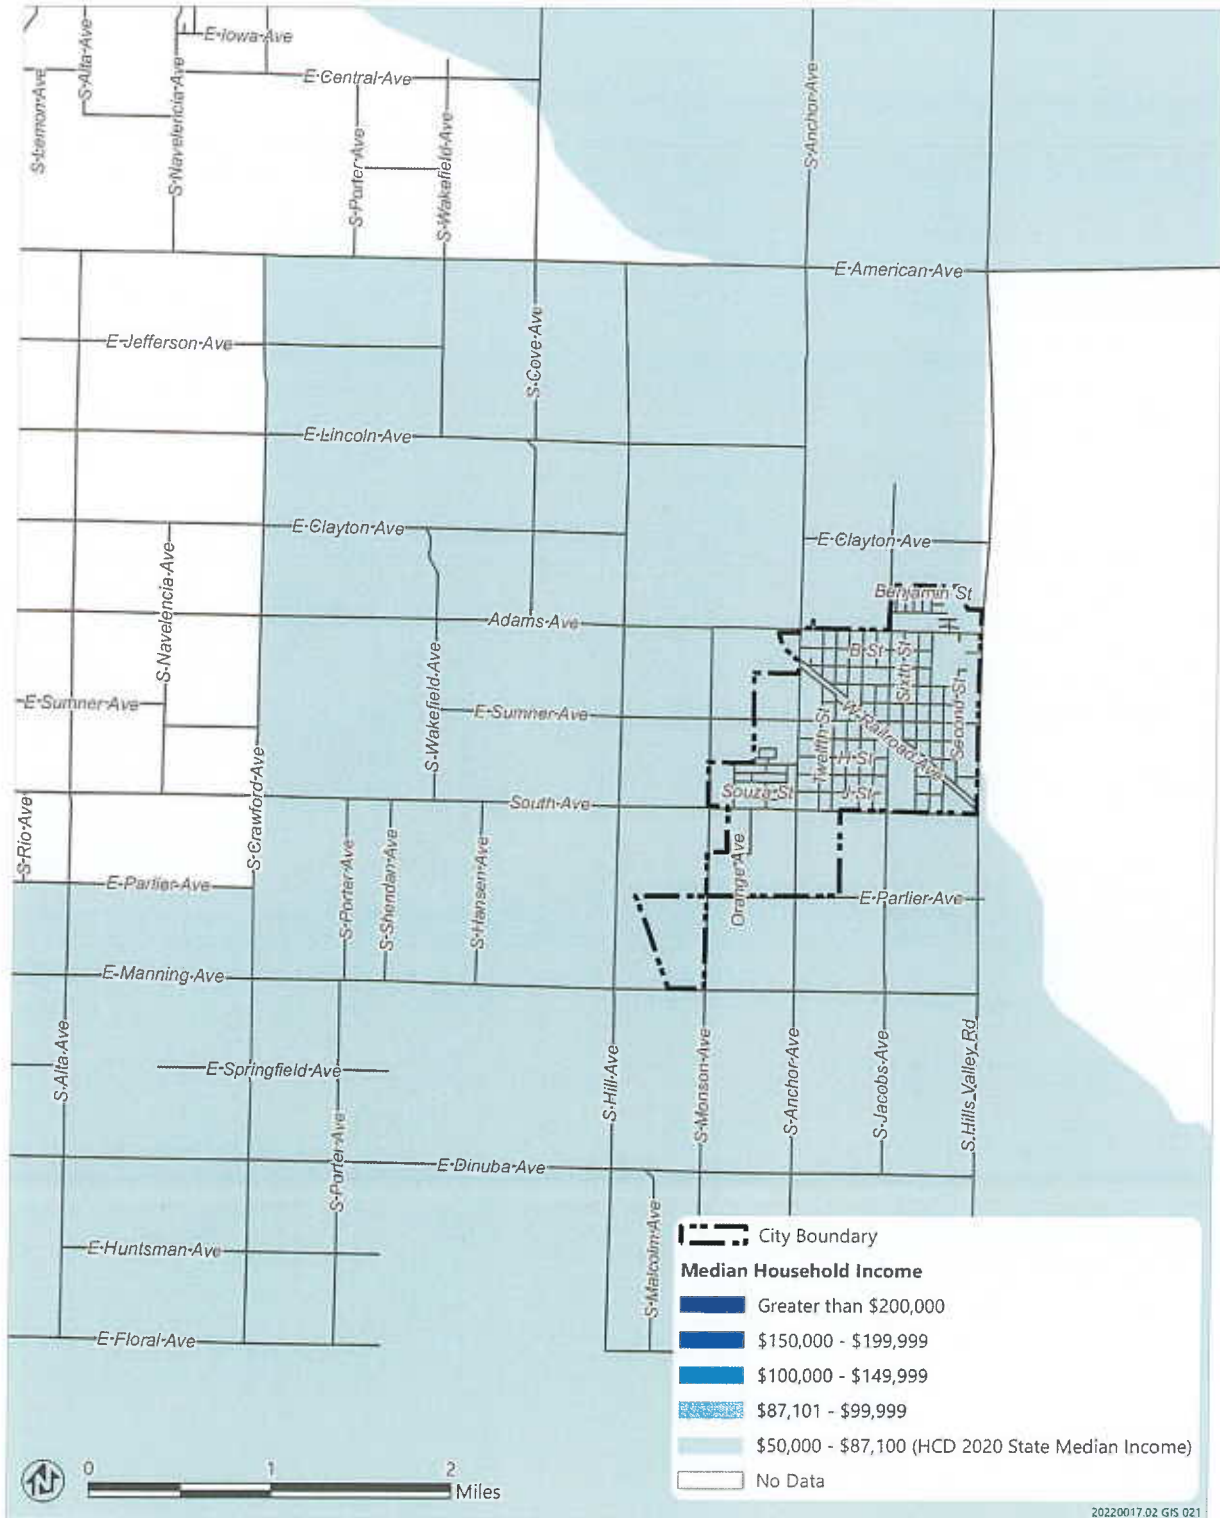 E Iowa Ave
E Central Ave
S Lemon Ave
S Alta Ave
S Navelencia Ave
S Porter Ave
S Wakefield Ave
S Anchor Ave
E American Ave
E Jefferson Ave
S Cove Ave
E Lincoln Ave
E Clayton Ave
E Clayton Ave
S Navelencia Ave
Benjamin St
Adams Ave
B St
Sixth St
S Wakefield Ave
E Sumner Ave
E Sumner Ave
Second St
W Railroad Ave
Twelfth St
H St
Souza St
J St
South Ave
S Rio Ave
S Crawford Ave
E Parlier Ave
S Porter Ave
S Shendan Ave
S Hansen Ave
Orange Ave
E Parlier Ave
E Manning Ave
S Alta Ave
E Springfield Ave
S Porter Ave
S Hill Ave
S Monson Ave
S Anchor Ave
S Jacobs Ave
S Hills Valley Rd
E Dinuba Ave
E Huntsman Ave
S Malcolm Ave
E Floral Ave
City Boundary
Median Household Income
Greater than $200,000
$150,000 - $199,999
$100,000 - $149,999
$87,101 - $99,999
$50,000 - $87,100 (HCD 2020 State Median Income)
No Data
N
0 1 2
Miles
20220017.02 GIS 021